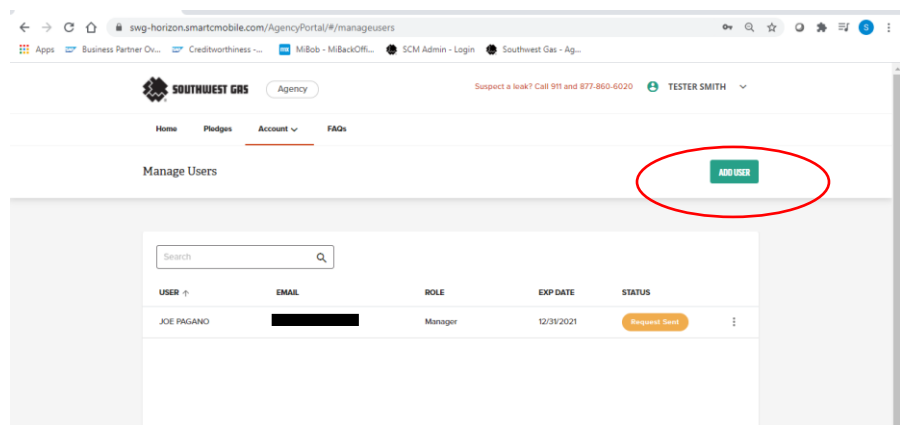 swg-horizon.smartcmobile.com/AgencyPortal/#/manageusers
S
Apps Business Partner Ov... Creditworthiness -... MiBob - MiBackOffi... SCM Admin - Login Southwest Gas - Ag...
SOUTHWEST GAS Agency Suspect a leak? Call 911 and 877-860-6020 TESTER SMITH
Home Pledges Account FAQs
Manage Users ADD USER
Search
USER EMAIL ROLE EXP DATE STATUS
JOE PAGANO Manager 12/31/2021 Request Sent